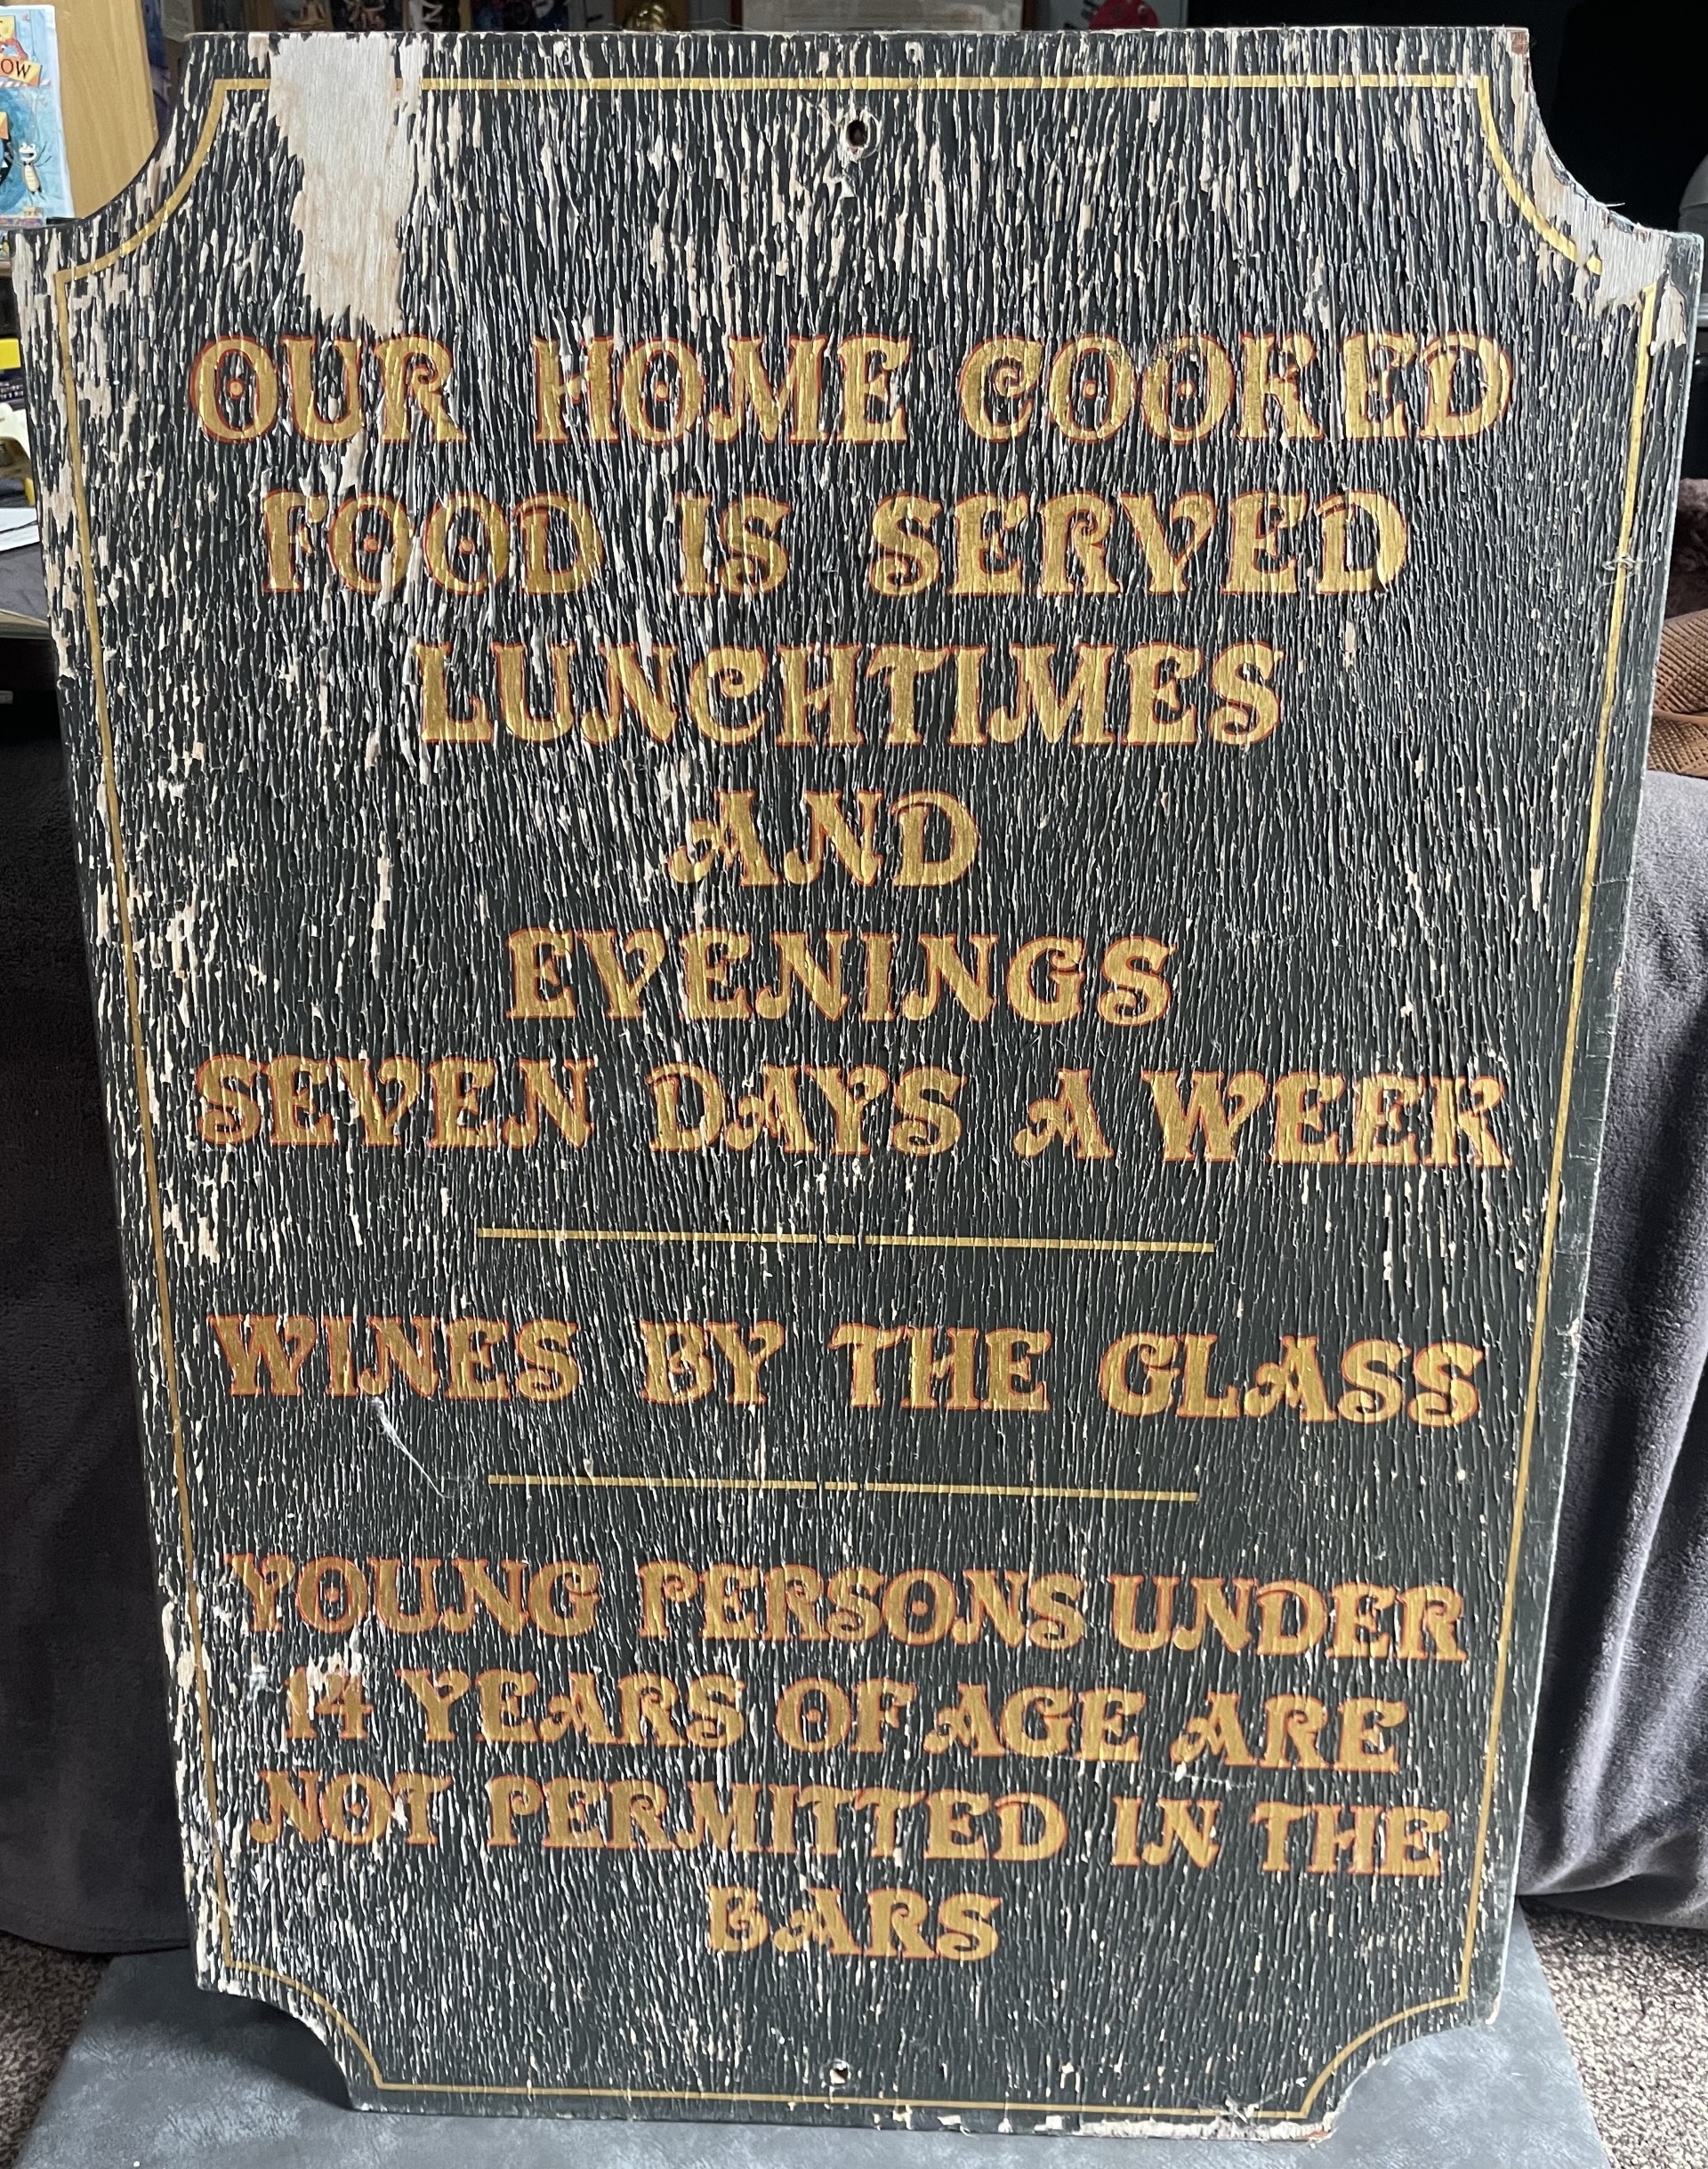 OW
OUR HOME COOKED
FOOD IS SERVED
LUNCHTIMES
AND
EVENINGS
SEVEN DAYS A WEEK
WINES BY THE GLASS
YOUNG PERSONS UNDER
14 YEARS OF AGE ARE
NOT PERMITTED IN THE
BARS